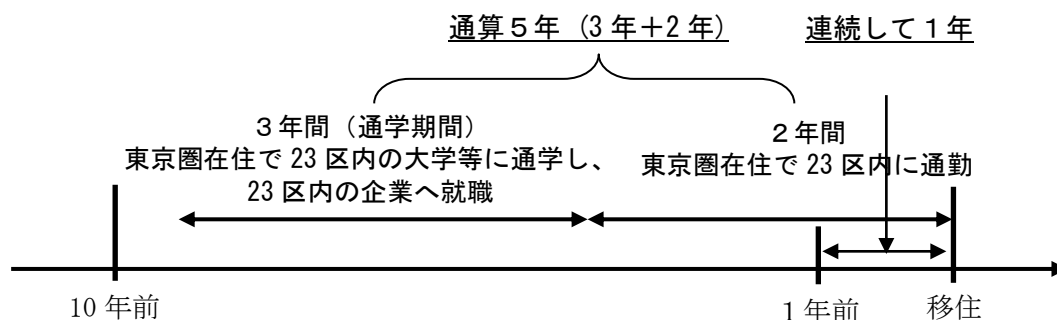 通算５年（3 年＋2 年）
連続して１年
３年間（通学期間）
東京圏在住で 23 区内の大学等に通学し、
23 区内の企業へ就職
２年間
東京圏在住で 23 区内に通勤
10 年前
１年前
移住